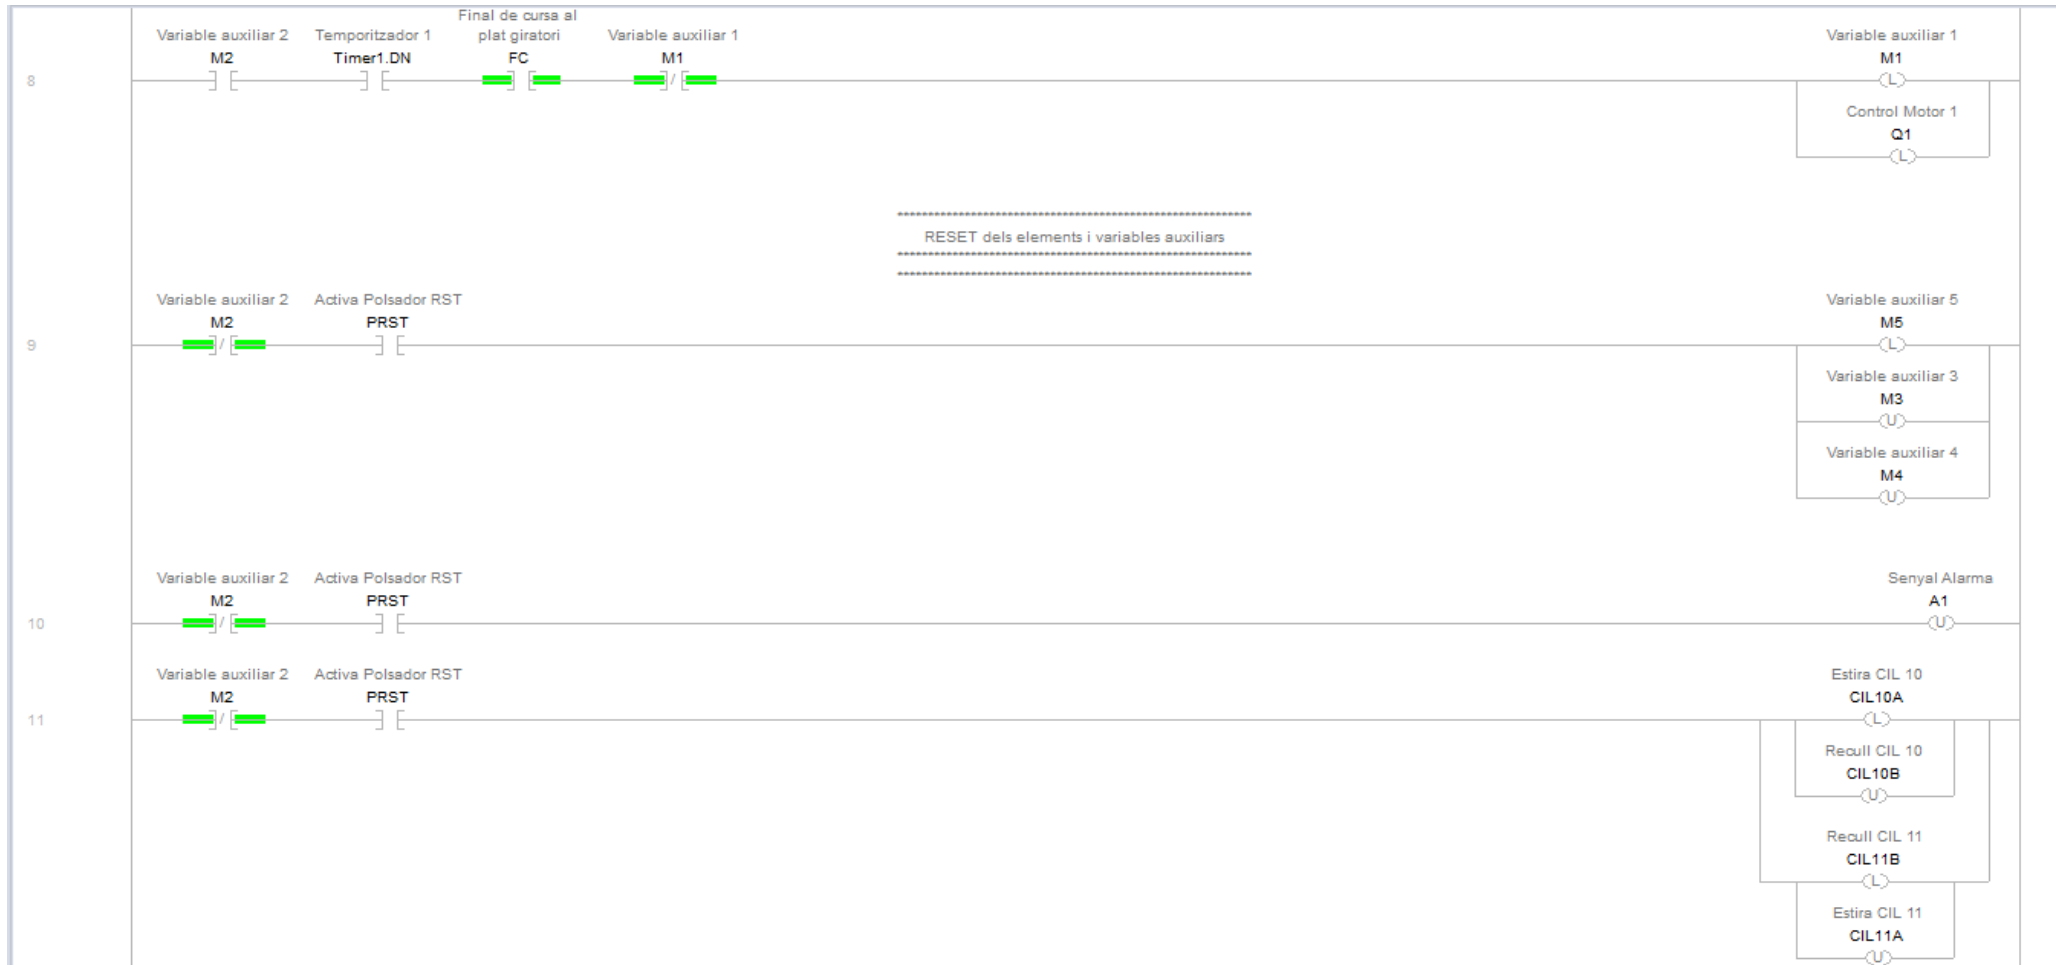 Final de cursa al
Variable auxiliar 2 Temporitzador 1 plat giratori Variable auxiliar 1 Variable auxiliar 1
M2 Timer1.DN FC M1 M1
8 / L
Control Motor 1
Q1
L
***********************************************************
RESET dels elements i variables auxiliars
***********************************************************
***********************************************************
Variable auxiliar 2 Activa Polsador RST Variable auxiliar 5
M2 PRST M5
9 / L
Variable auxiliar 3
M3
U
Variable auxiliar 4
M4
U
Variable auxiliar 2 Activa Polsador RST Senyal Alarma
M2 PRST A1
10 / U
Variable auxiliar 2 Activa Polsador RST Estira CIL 10
M2 PRST CIL10A
11 / L
Recull CIL 10
CIL10B
U
Recull CIL 11
CIL11B
L
Estira CIL 11
CIL11A
U